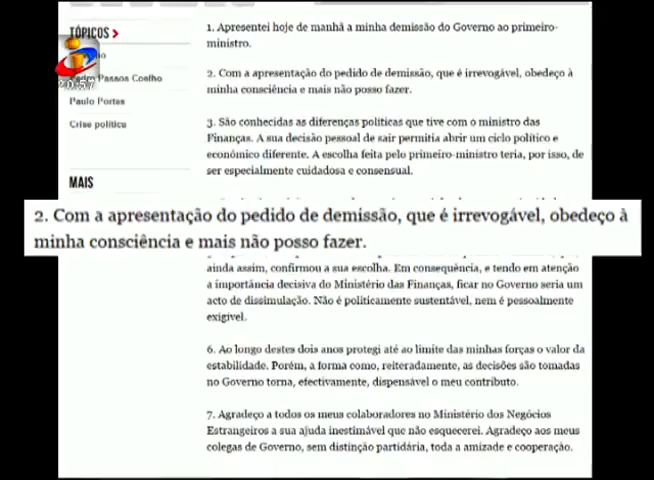 TÓPICOS
1. Apresentei hoje de manhã a minha demissão do Governo ao primeiro-
ministro.
Pedro Passos Coelho
20:57
Paulo Portas
Crise política
2. Com a apresentação do pedido de demissão, que é irrevogável, obedeço à
minha consciência e mais não posso fazer.
3. São conhecidas as diferenças políticas que tive com o ministro das
Finanças. A sua decisão pessoal de sair permitia abrir um ciclo político e
económico diferente. A escolha feita pelo primeiro-ministro teria, por isso, de
ser especialmente cuidadosa e consensual.
MAIS
2. Com a apresentação do pedido de demissão, que é irrevogável, obedeço à
minha consciência e mais não posso fazer.
ainda assim, confirmou a sua escolha. Em consequência, e tendo em atenção
a importância decisiva do Ministério das Finanças, ficar no Governo seria um
acto de dissimulação. Não é politicamente sustentável, nem é pessoalmente
exigível.
6. Ao longo destes dois anos protegi até ao limite das minhas forças o valor da
estabilidade. Porém, a forma como, reiteradamente, as decisões são tomadas
no Governo torna, efectivamente, dispensável o meu contributo.
7. Agradeço a todos os meus colaboradores no Ministério dos Negócios
Estrangeiros a sua ajuda inestimável que não esquecerei. Agradeço aos meus
colegas de Governo, sem distinção partidária, toda a amizade e cooperação.